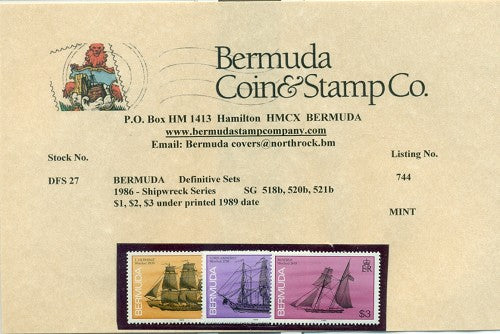 Bermuda
Coin&Stamp Co.
P.O. Box HM 1413 Hamilton HMCX BERMUDA
www.bermudastampcompany.com
Email: Bermuda covers@northrock.bm
Stock No.
Listing No.
DFS 27 BERMUDA Definitive Sets 744
1986 - Shipwreck Series SG 518b, 520b, 521b
$1, $2, $3 under printed 1989 date
MINT
BERMUDA
BERMUDA
BERMUDA
$3